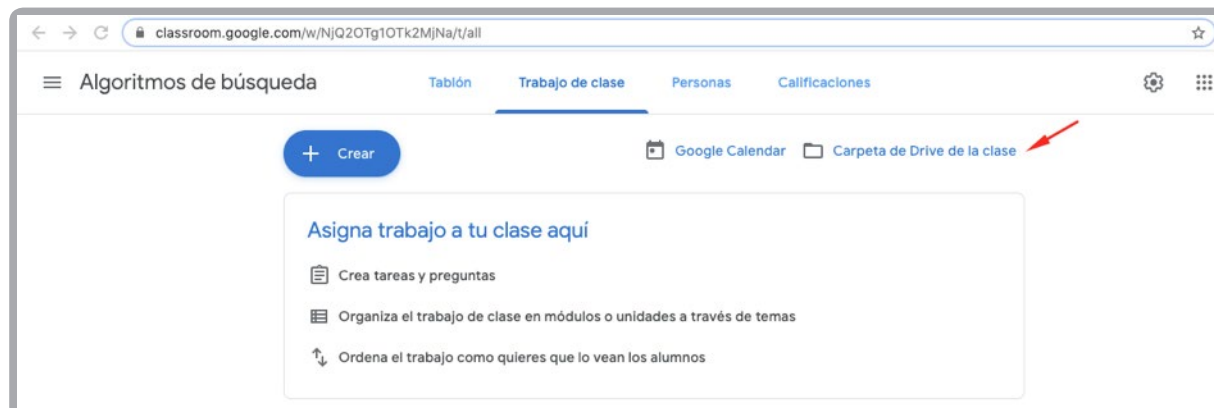 classroom.google.com/w/NjQ2OTg1OTk2MjNa/t/all
Algoritmos de búsqueda Tablón Trabajo de clase Personas Calificaciones
Crear Google Calendar Carpeta de Drive de la clase
Asigna trabajo a tu clase aquí
Crea tareas y preguntas
Organiza el trabajo de clase en módulos o unidades a través de temas
Ordena el trabajo como quieres que lo vean los alumnos